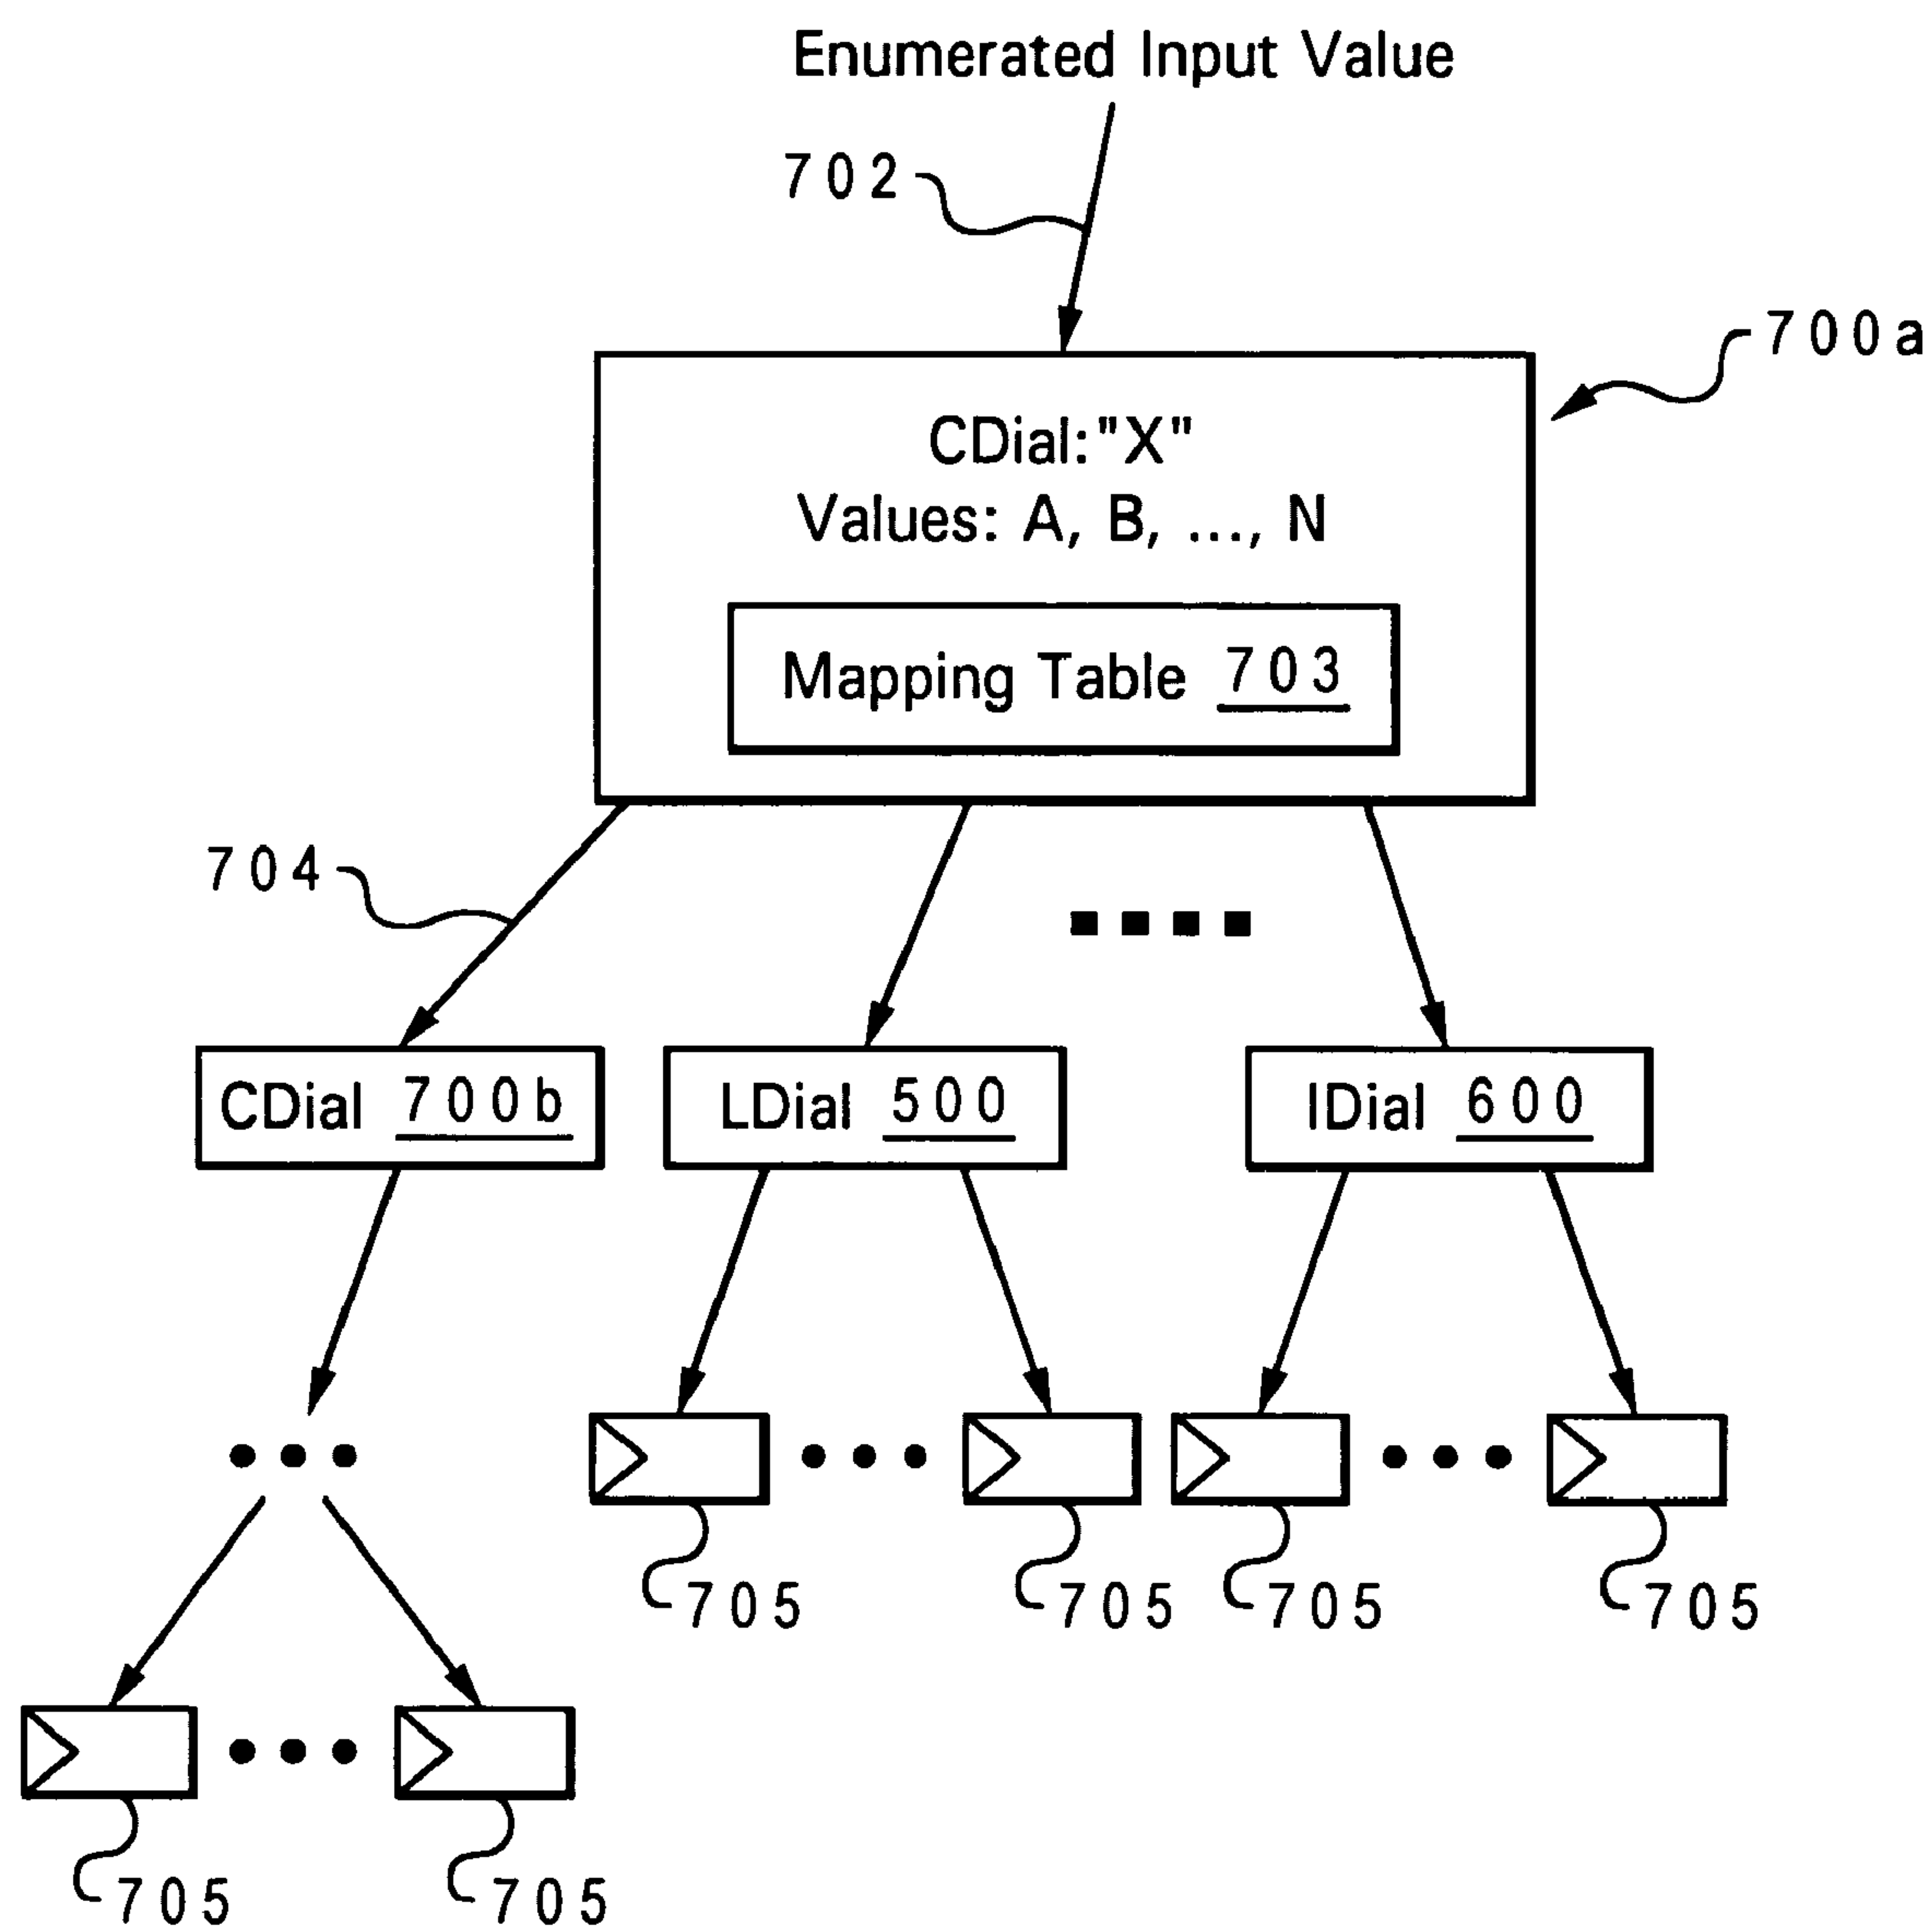 Enumerated Input Value
702
700a
CDial:"X"
Values: A, B, ..., N
Mapping Table 703
704
CDial 700b
LDial 500
IDial 600
705
705
705
705
705
705